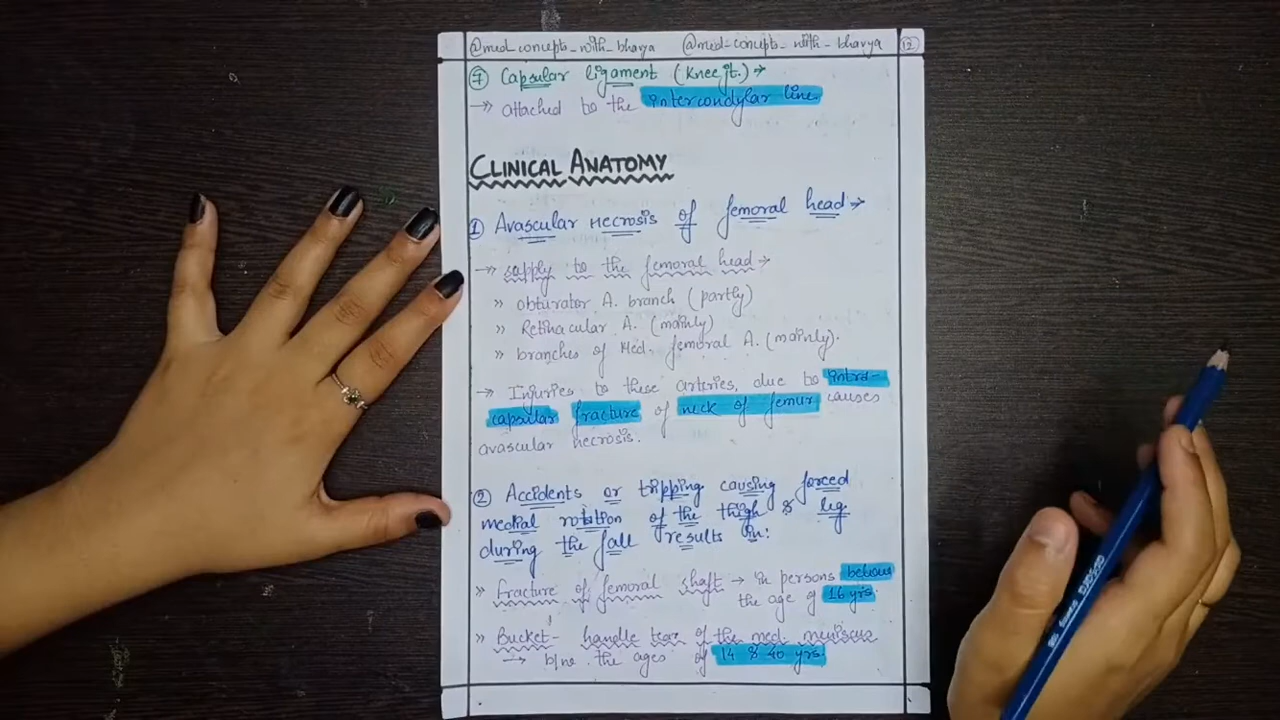 @med_concepts_with_bhavya @med_concepts_with_bhavya 12
7 Capsular ligament (Knee jt.) →
→» attached to the intercondylar line.
CLINICAL ANATOMY
1 Avascular necrosis of femoral head →
→» supply to the femoral head →
» obturator A. branch (partly)
» Retinacular A. (mainly)
» branches of Med. femoral A. (mainly).
→» Injuries to these arteries, due to intra-
capsular fracture of neck of femur causes
avascular necrosis.
2 Accidents or tripping causing forced
medial rotation of the thigh & leg
during the fall results in:
» Fracture of femoral shaft → in persons below
the age of 16 yrs.
» Bucket-handle tear of the med. meniscus
→ b/w the ages of 14 & 40 yrs.